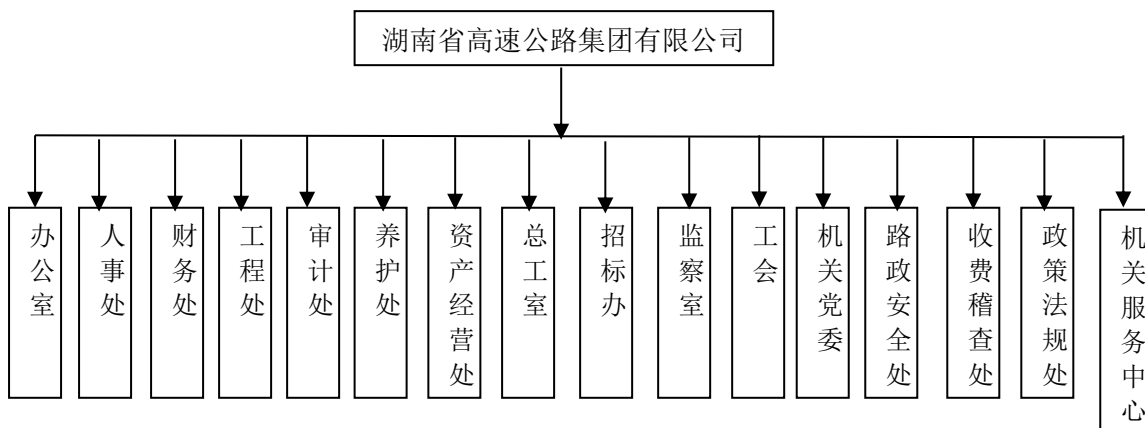 湖南省高速公路集团有限公司
办公室
人事处
财务处
工程处
审计处
养护处
资产经营处
总工室
招标办
监察室
工会
机关党委
路政安全处
收费稽查处
政策法规处
机关服务中心